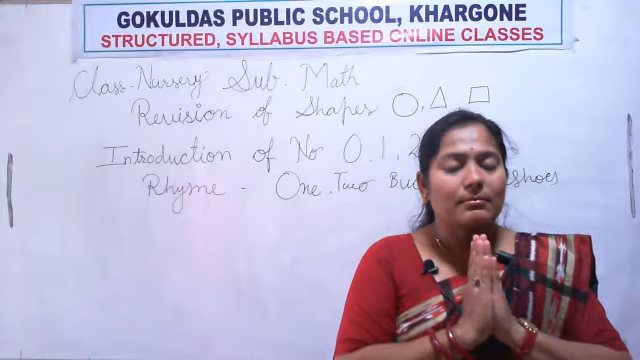 GOKULDAS PUBLIC SCHOOL, KHARGONE
STRUCTURED, SYLLABUS BASED ONLINE CLASSES
Class-Nursery Sub. Math
Revision of Shapes
Introduction of No 0, 1, 2
Rhyme - One, Two shoes